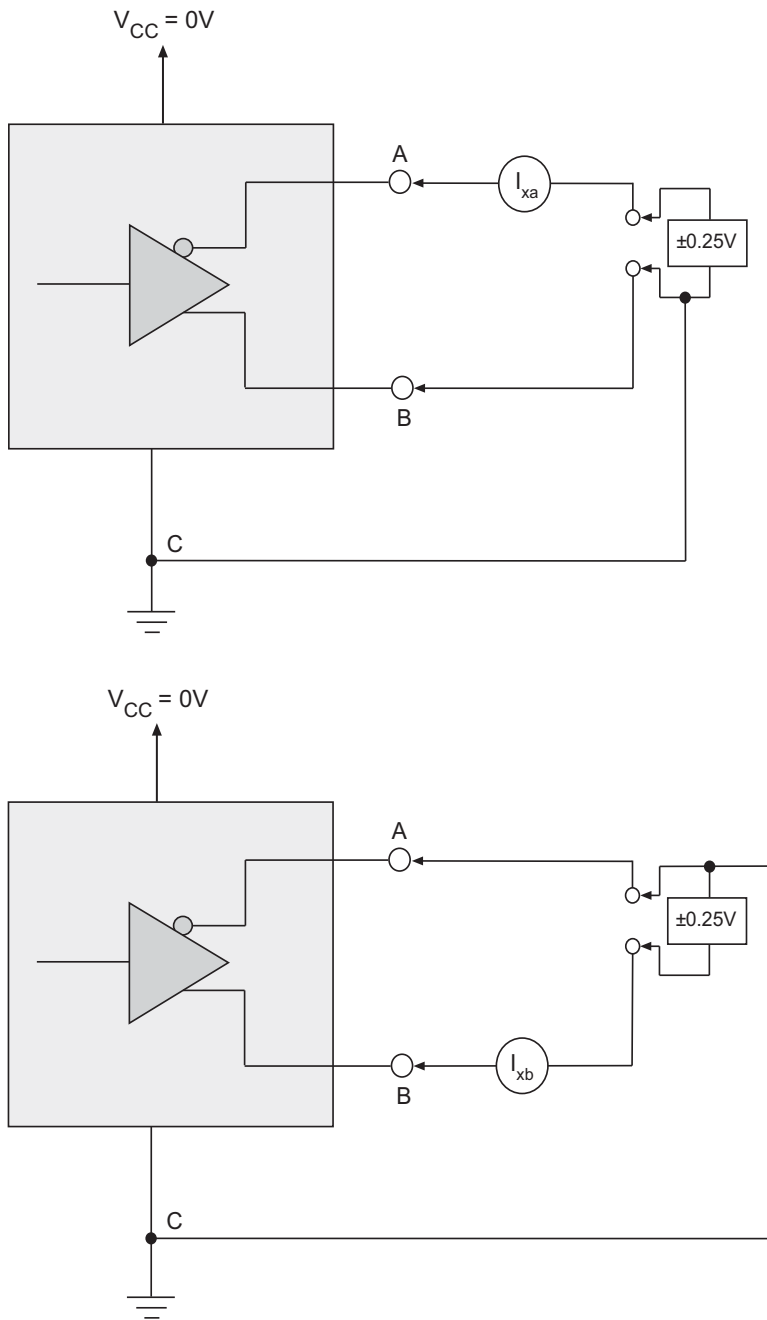 V_CC = 0V
A
I_xa
±0.25V
B
C
V_CC = 0V
A
±0.25V
I_xb
B
C